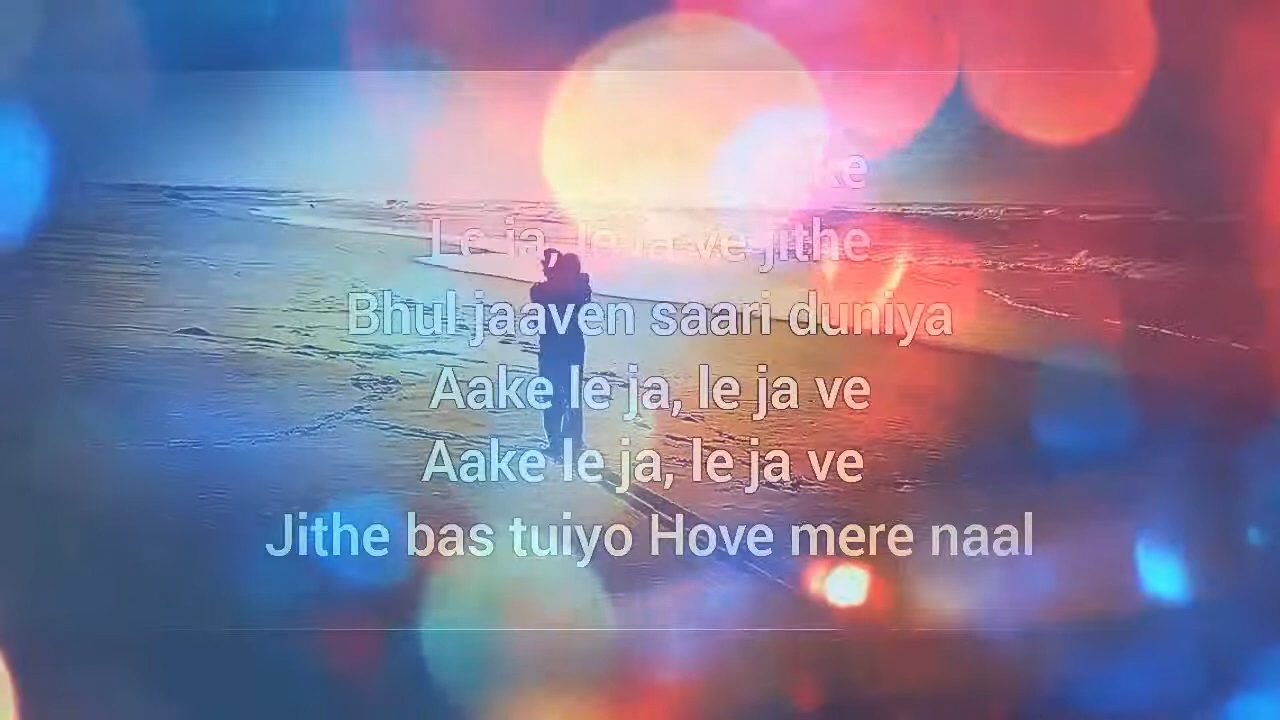 Le ja, le ja ve jithe
Bhul jaaven saari duniya
Aake le ja, le ja ve
Aake le ja, le ja ve
Jithe bas tuiyo Hove mere naal